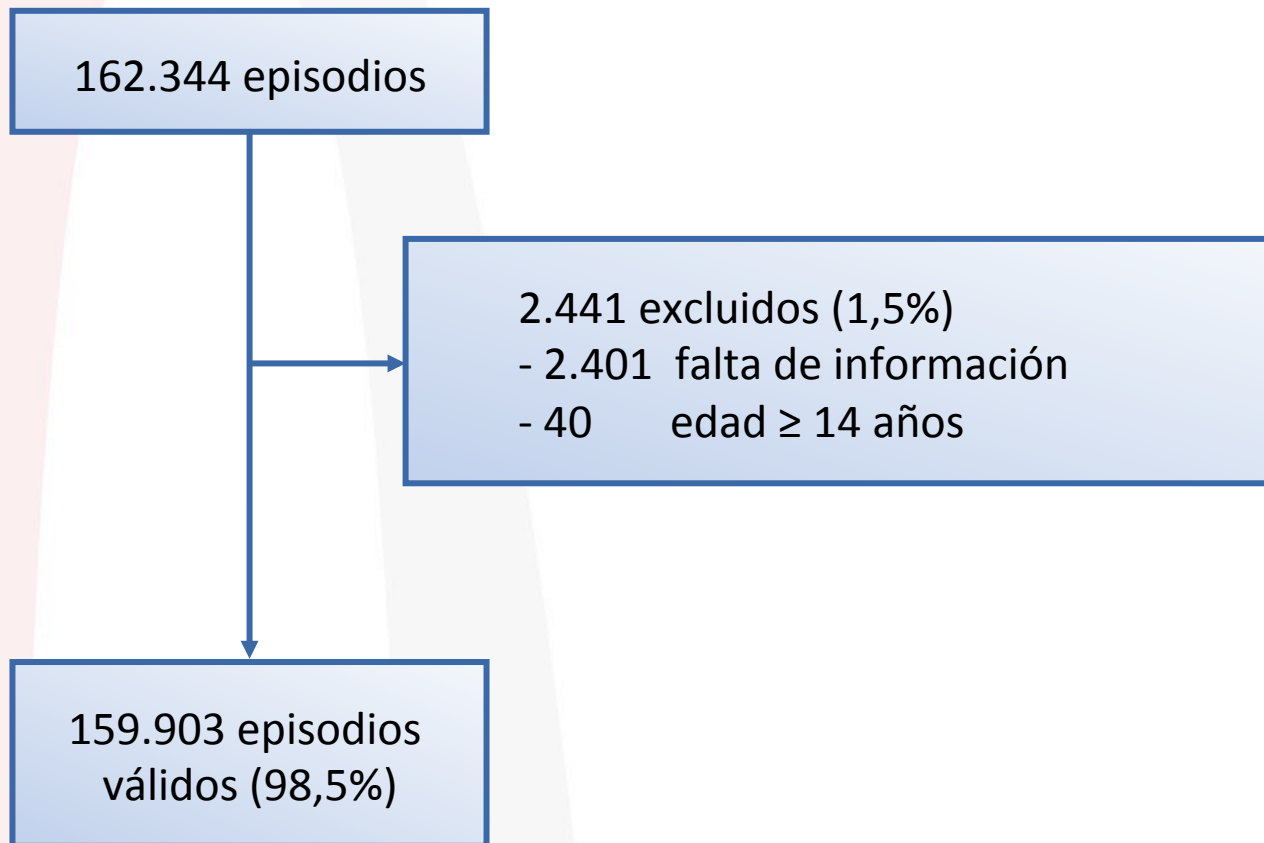 162.344 episodios
2.441 excluidos (1,5%)
- 2.401 falta de información
- 40 edad ≥ 14 años
159.903 episodios
válidos (98,5%)